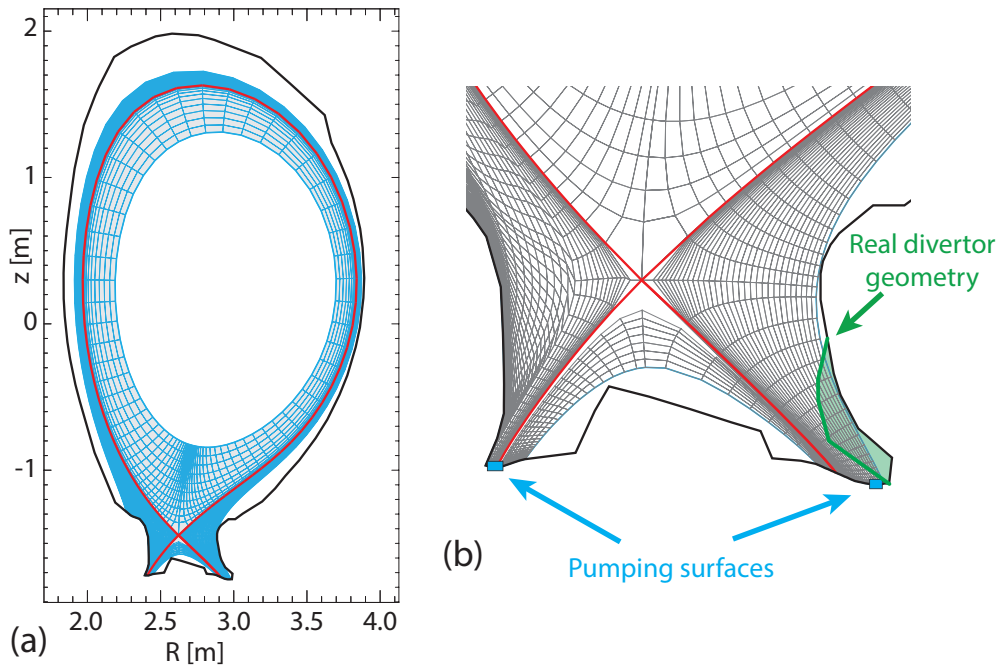 2
1
0
-1
z [m]
2.0
2.5
3.0
3.5
4.0
R [m]
(a)
Real divertor
geometry
Pumping surfaces
(b)